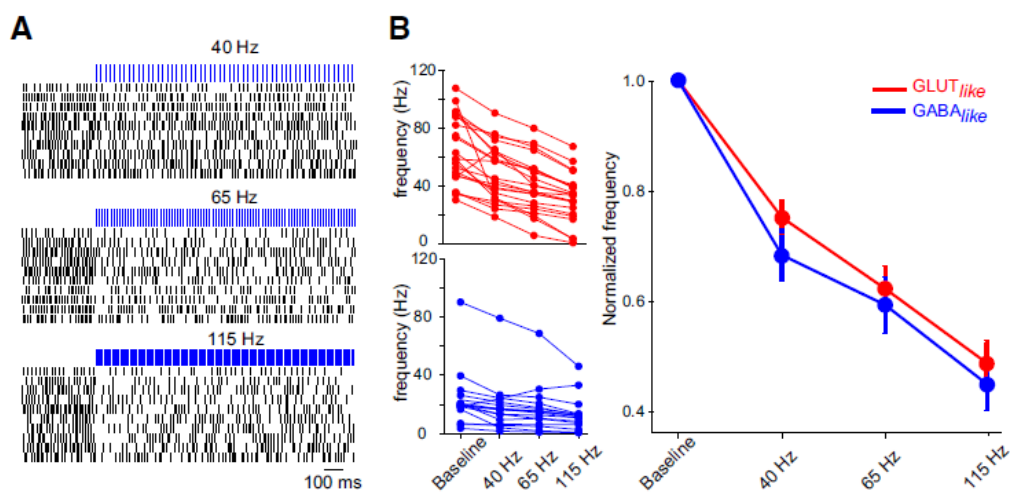 A
40 Hz
65 Hz
115 Hz
100 ms
B
120
80
40
0
frequency (Hz)
120
80
40
0
frequency (Hz)
Baseline
40 Hz
65 Hz
115 Hz
1.0
0.8
0.6
0.4
Normalized frequency
GLUTlike
GABAlike
Baseline
40 Hz
65 Hz
115 Hz